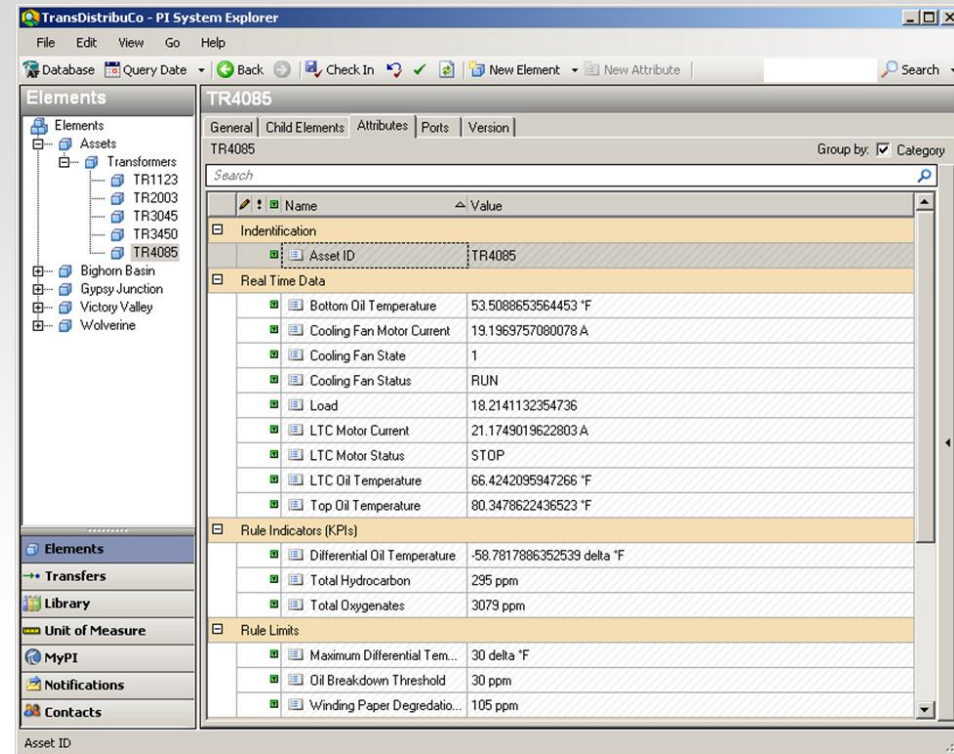 TransDistribuCo - PI System Explorer
File Edit View Go Help
Database Query Date Back Check In New Element New Attribute Search
Elements
Elements
Assets
Transformers
TR1123
TR2003
TR3045
TR3450
TR4085
Bighorn Basin
Gypsy Junction
Victory Valley
Wolverine
Elements
Transfers
Library
Unit of Measure
MyPI
Notifications
Contacts
TR4085
General Child Elements Attributes Ports Version
TR4085 Group by: Category
Search
Name Value
Indentification
Asset ID TR4085
Real Time Data
Bottom Oil Temperature 53.5088653564453 °F
Cooling Fan Motor Current 19.1969757080078 A
Cooling Fan State 1
Cooling Fan Status RUN
Load 18.2141132354736
LTC Motor Current 21.1749019622803 A
LTC Motor Status STOP
LTC Oil Temperature 66.4242095947266 °F
Top Oil Temperature 80.3478622436523 °F
Rule Indicators (KPIs)
Differential Oil Temperature -58.7817886352539 delta °F
Total Hydrocarbon 295 ppm
Total Oxygenates 3079 ppm
Rule Limits
Maximum Differential Tem... 30 delta °F
Oil Breakdown Threshold 30 ppm
Winding Paper Degredatio... 105 ppm
Asset ID